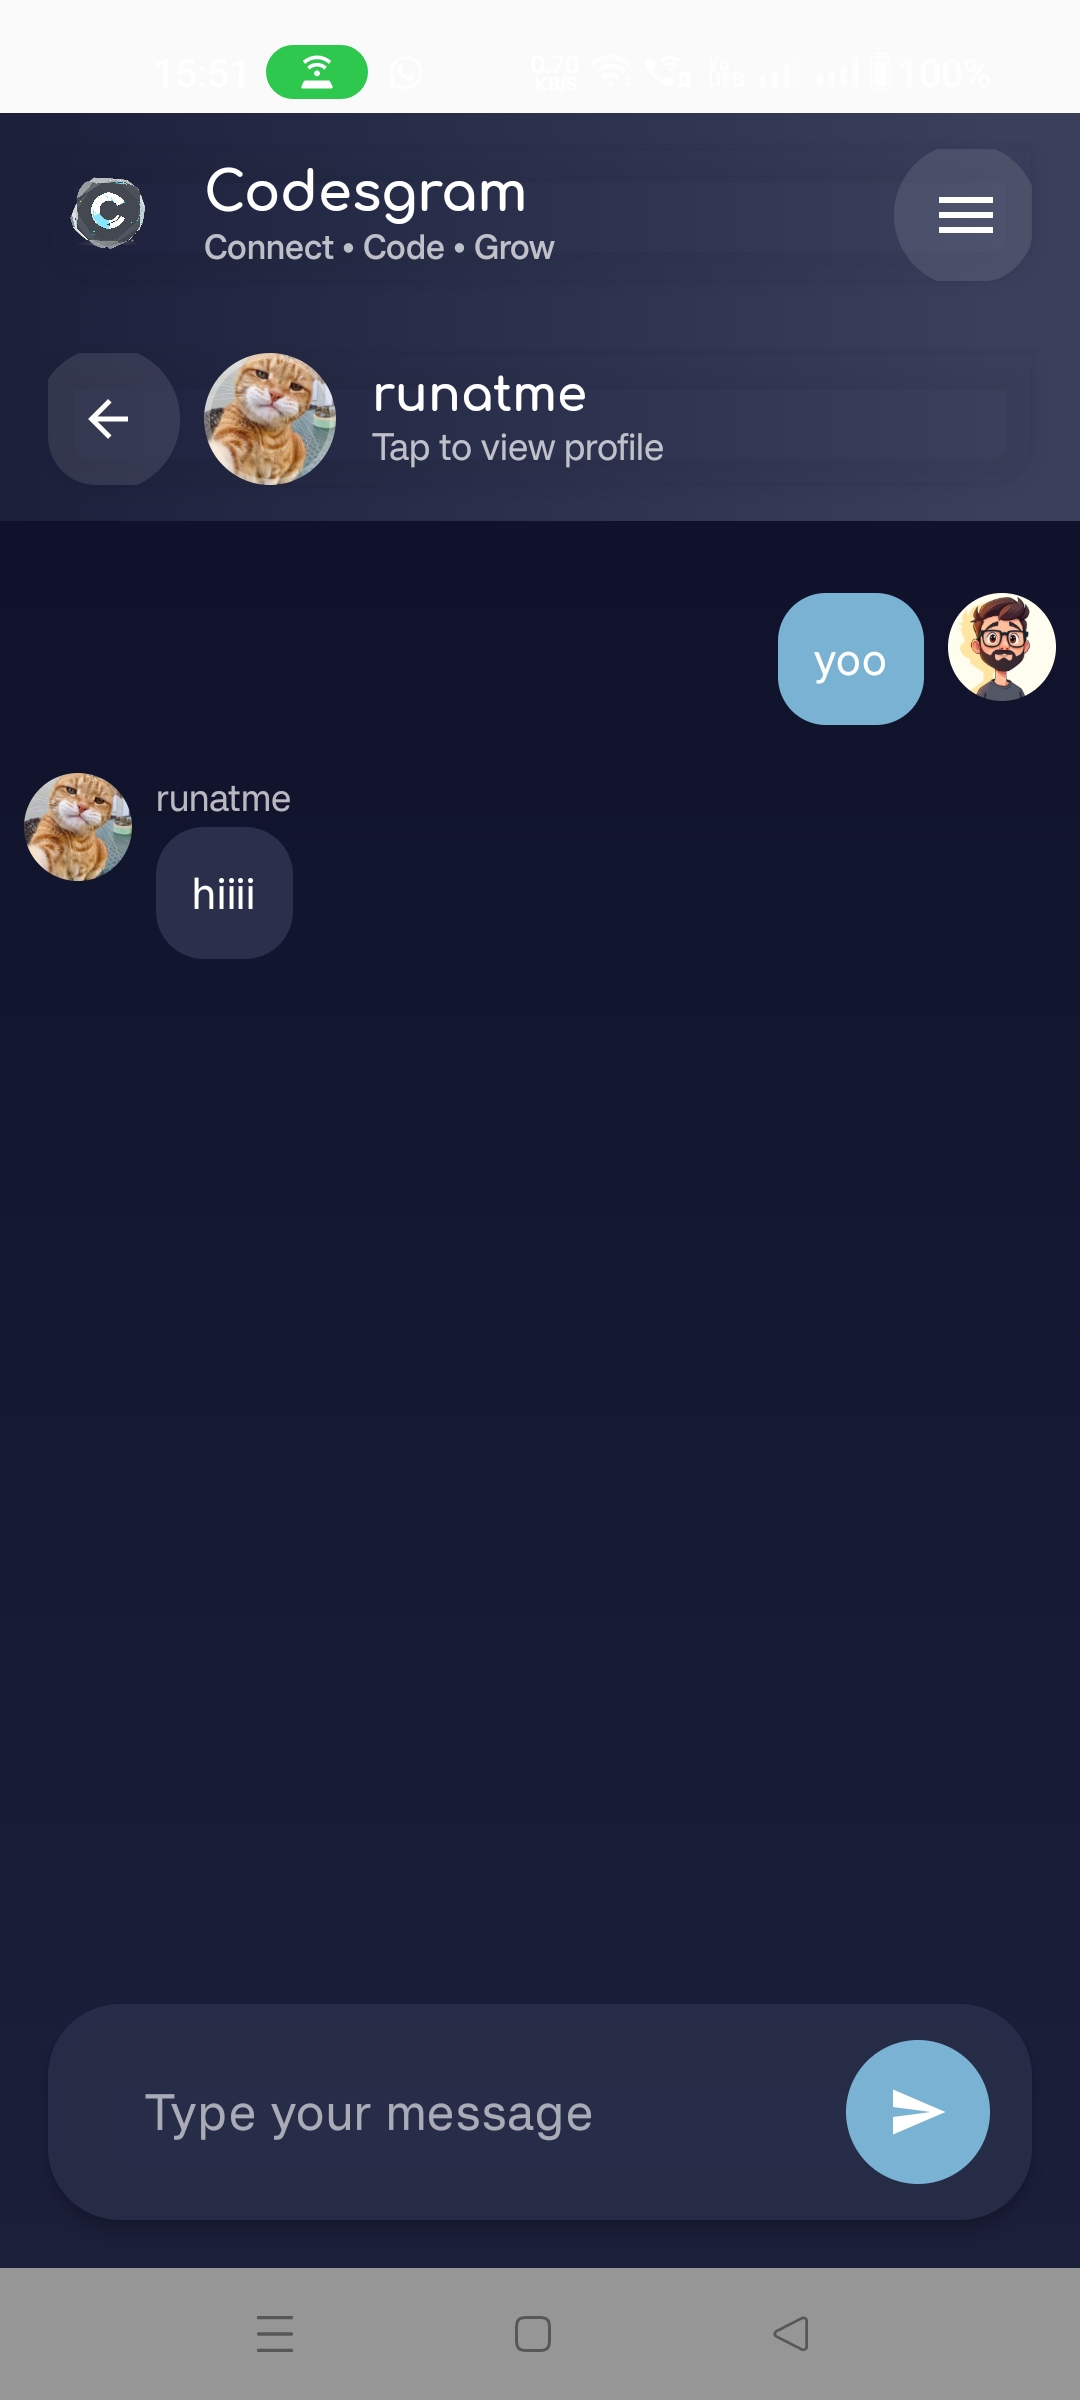 15:51 0.70 KB/S 100%
Codesgram
Connect • Code • Grow
runatme
Tap to view profile
yoo
runatme
hiiii
Type your message